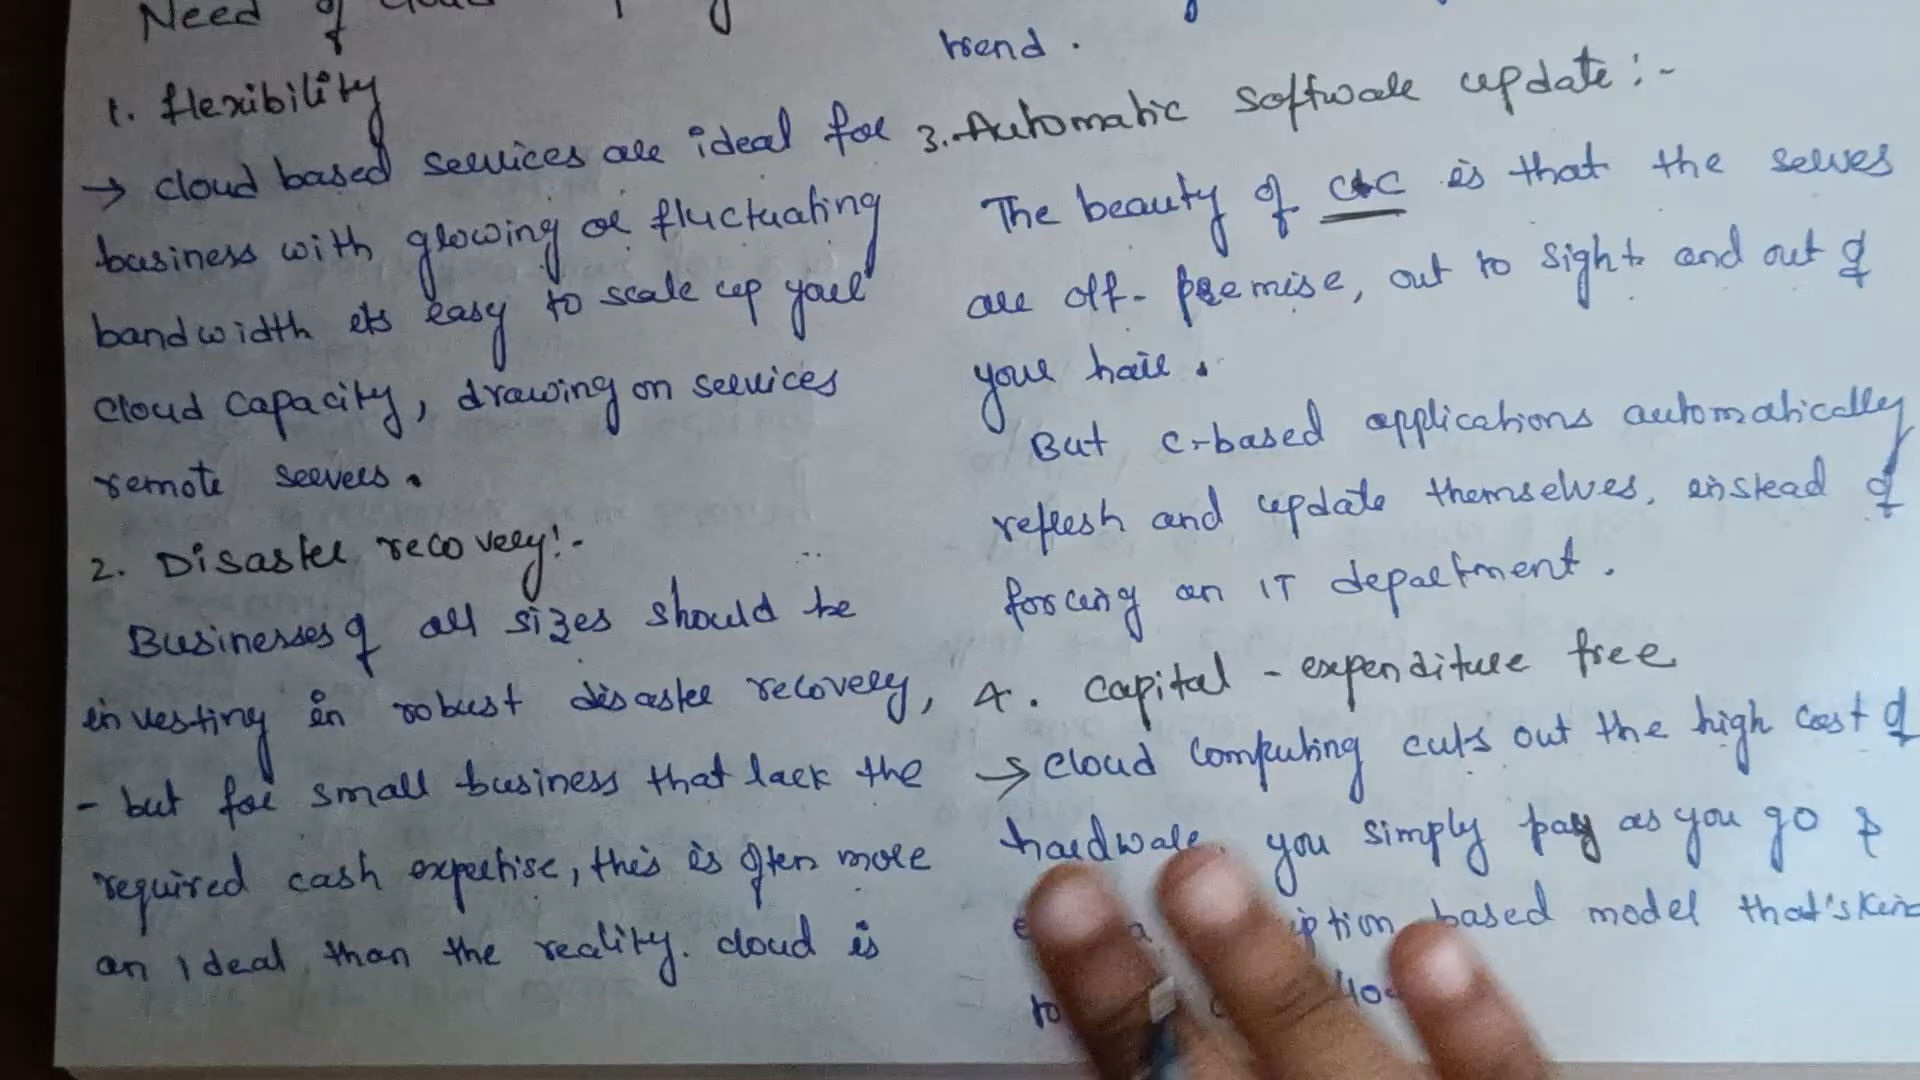 Need of
1. flexibility
→ cloud based services are ideal for
business with growing or fluctuating
bandwidth its easy to scale up your
cloud capacity, drawing on services
remote servers.
2. Disaster recovery:-
Businesses of all sizes should be
investing in robust disaster recovery,
- but for small business that lack the
required cash expertise, this is often more
an ideal than the reality. cloud is
trend.
3. Automatic software update:-
The beauty of C.C is that the serves
are off-premise, out to sight and out of
your hair.
But c-based applications automatically
refresh and update themselves, instead of
forcing an IT department.
4. capital - expenditure free
→ cloud computing cuts out the high cost of
hardware. you simply pay as you go &
based model that's kind
to